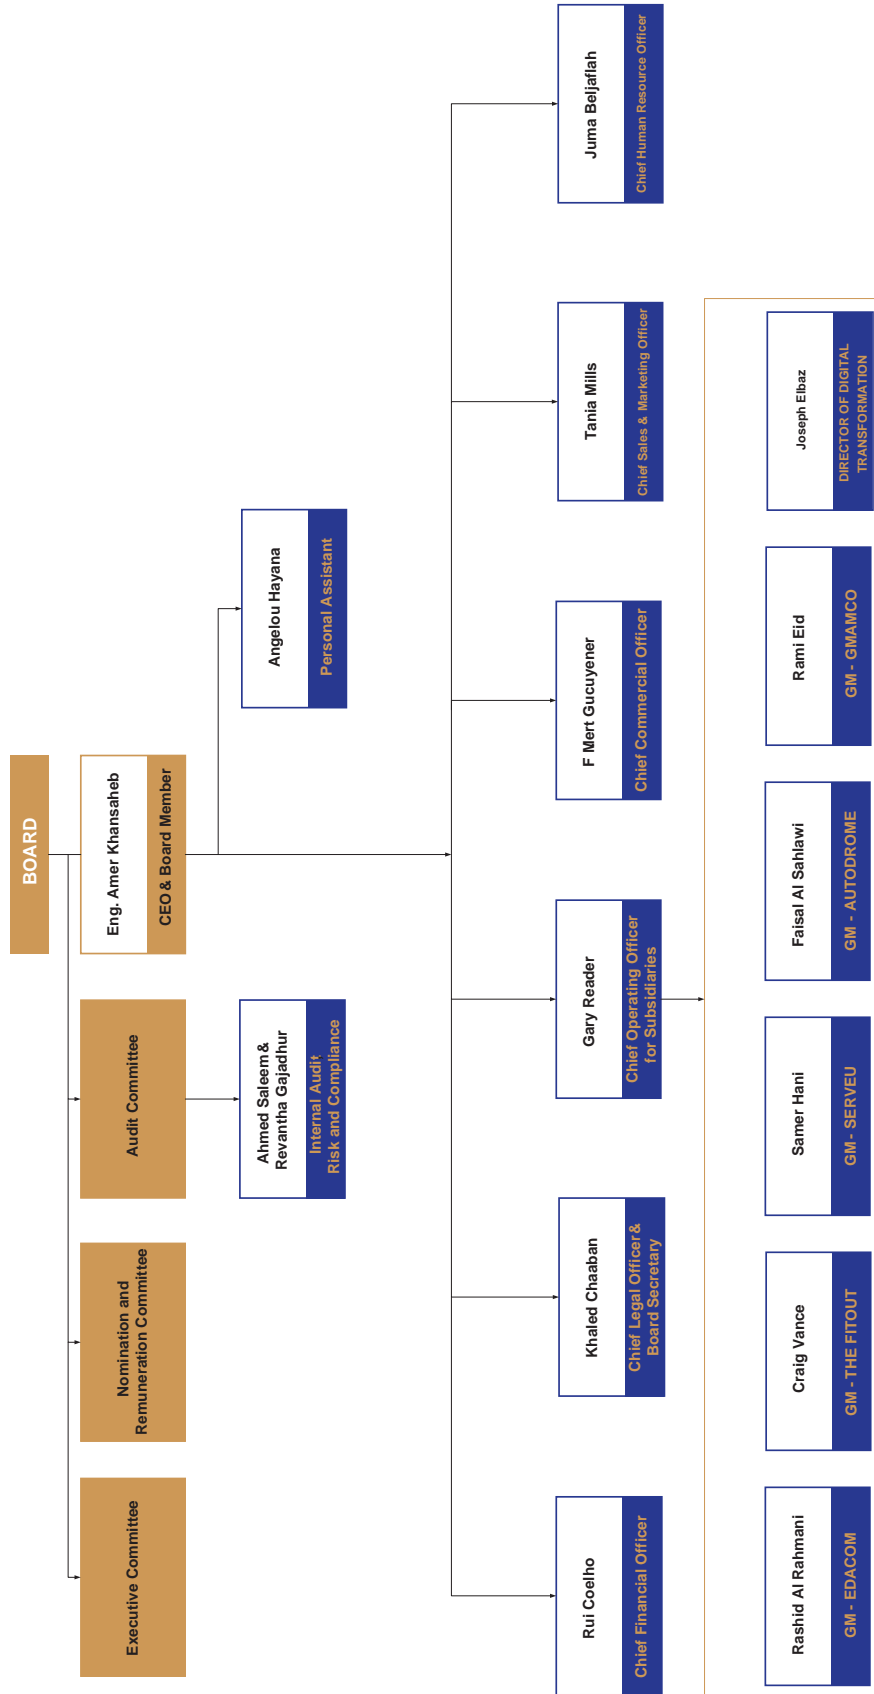 BOARD
Executive Committee
Nomination and
Remuneration Committee
Audit Committee
Eng. Amer Khansaheb
CEO & Board Member
Ahmed Saleem &
Revantha Gajadhur
Internal Audit,
Risk and Compliance
Angelou Hayana
Personal Assistant
Rui Coelho
Chief Financial Officer
Khaled Chaaban
Chief Legal Officer &
Board Secretary
Gary Reader
Chief Operating Officer
for Subsidiaries
F Mert Gucuyener
Chief Commercial Officer
Tania Mills
Chief Sales & Marketing Officer
Juma Beljaflah
Chief Human Resource Officer
Rashid Al Rahmani
GM - EDACOM
Craig Vance
GM - THE FITOUT
Samer Hani
GM - SERVEU
Faisal Al Sahlawi
GM - AUTODROME
Rami Eid
GM - GMAMCO
Joseph Elbaz
DIRECTOR OF DIGITAL
TRANSFORMATION